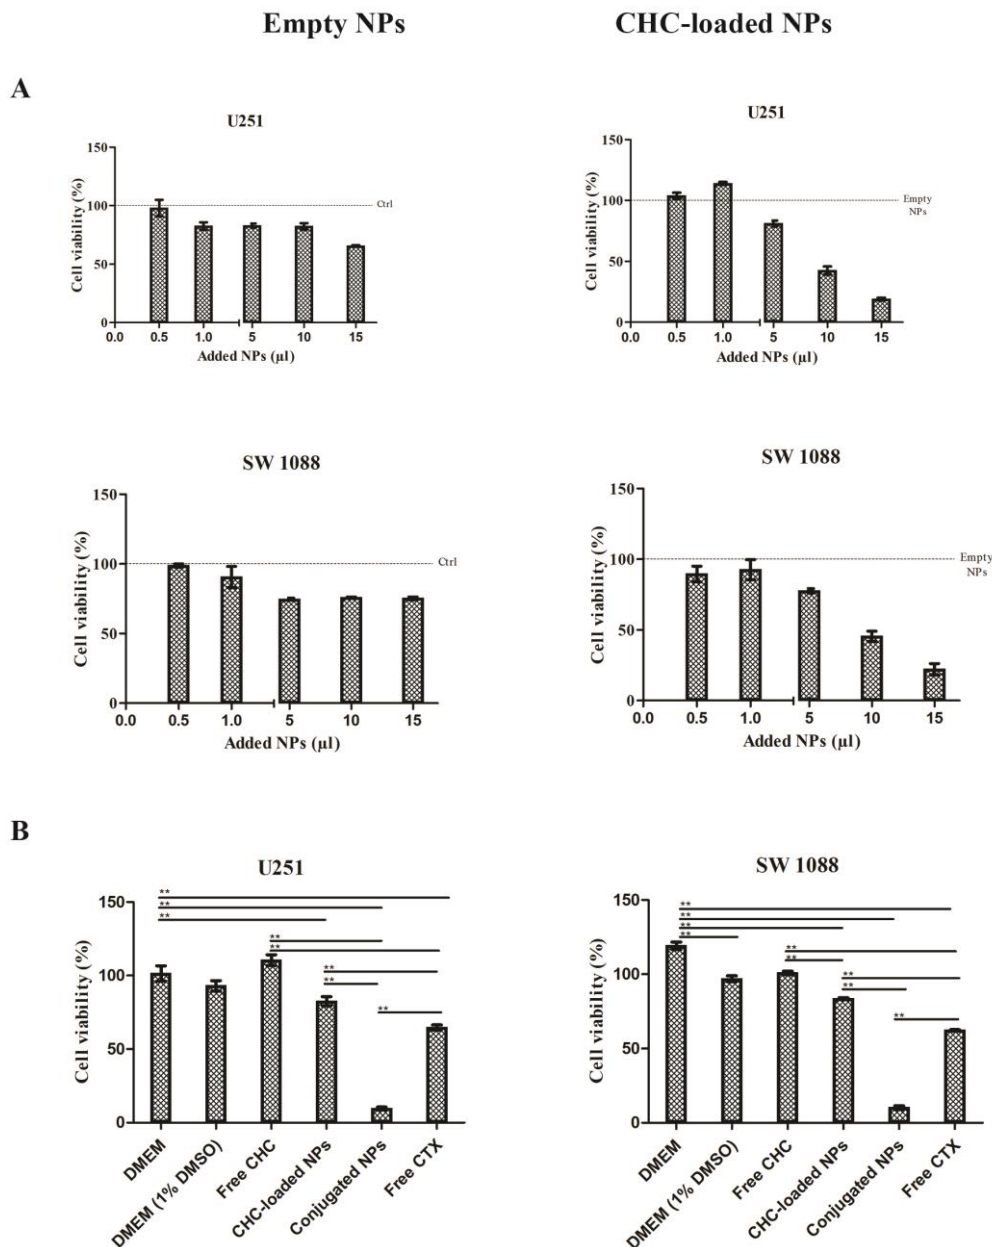 Empty NPs
CHC-loaded NPs
A
U251
Cell viability (%)
150
100
50
0
Ctrl
0.0 0.5 1.0 5 10 15
Added NPs (µl)
U251
Cell viability (%)
150
100
50
0
Empty
NPs
0.0 0.5 1.0 5 10 15
Added NPs (µl)
SW 1088
Cell viability (%)
150
100
50
0
Ctrl
0.0 0.5 1.0 5 10 15
Added NPs (µl)
SW 1088
Cell viability (%)
150
100
50
0
Empty
NPs
0.0 0.5 1.0 5 10 15
Added NPs (µl)
B
U251
Cell viability (%)
150
100
50
0
**
**
**
**
**
**
**
**
DMEM
DMEM (1% DMSO)
Free CHC
CHC-loaded NPs
Conjugated NPs
Free CTX
SW 1088
Cell viability (%)
150
100
50
0
**
**
**
**
**
**
**
**
**
DMEM
DMEM (1% DMSO)
Free CHC
CHC-loaded NPs
Conjugated NPs
Free CTX